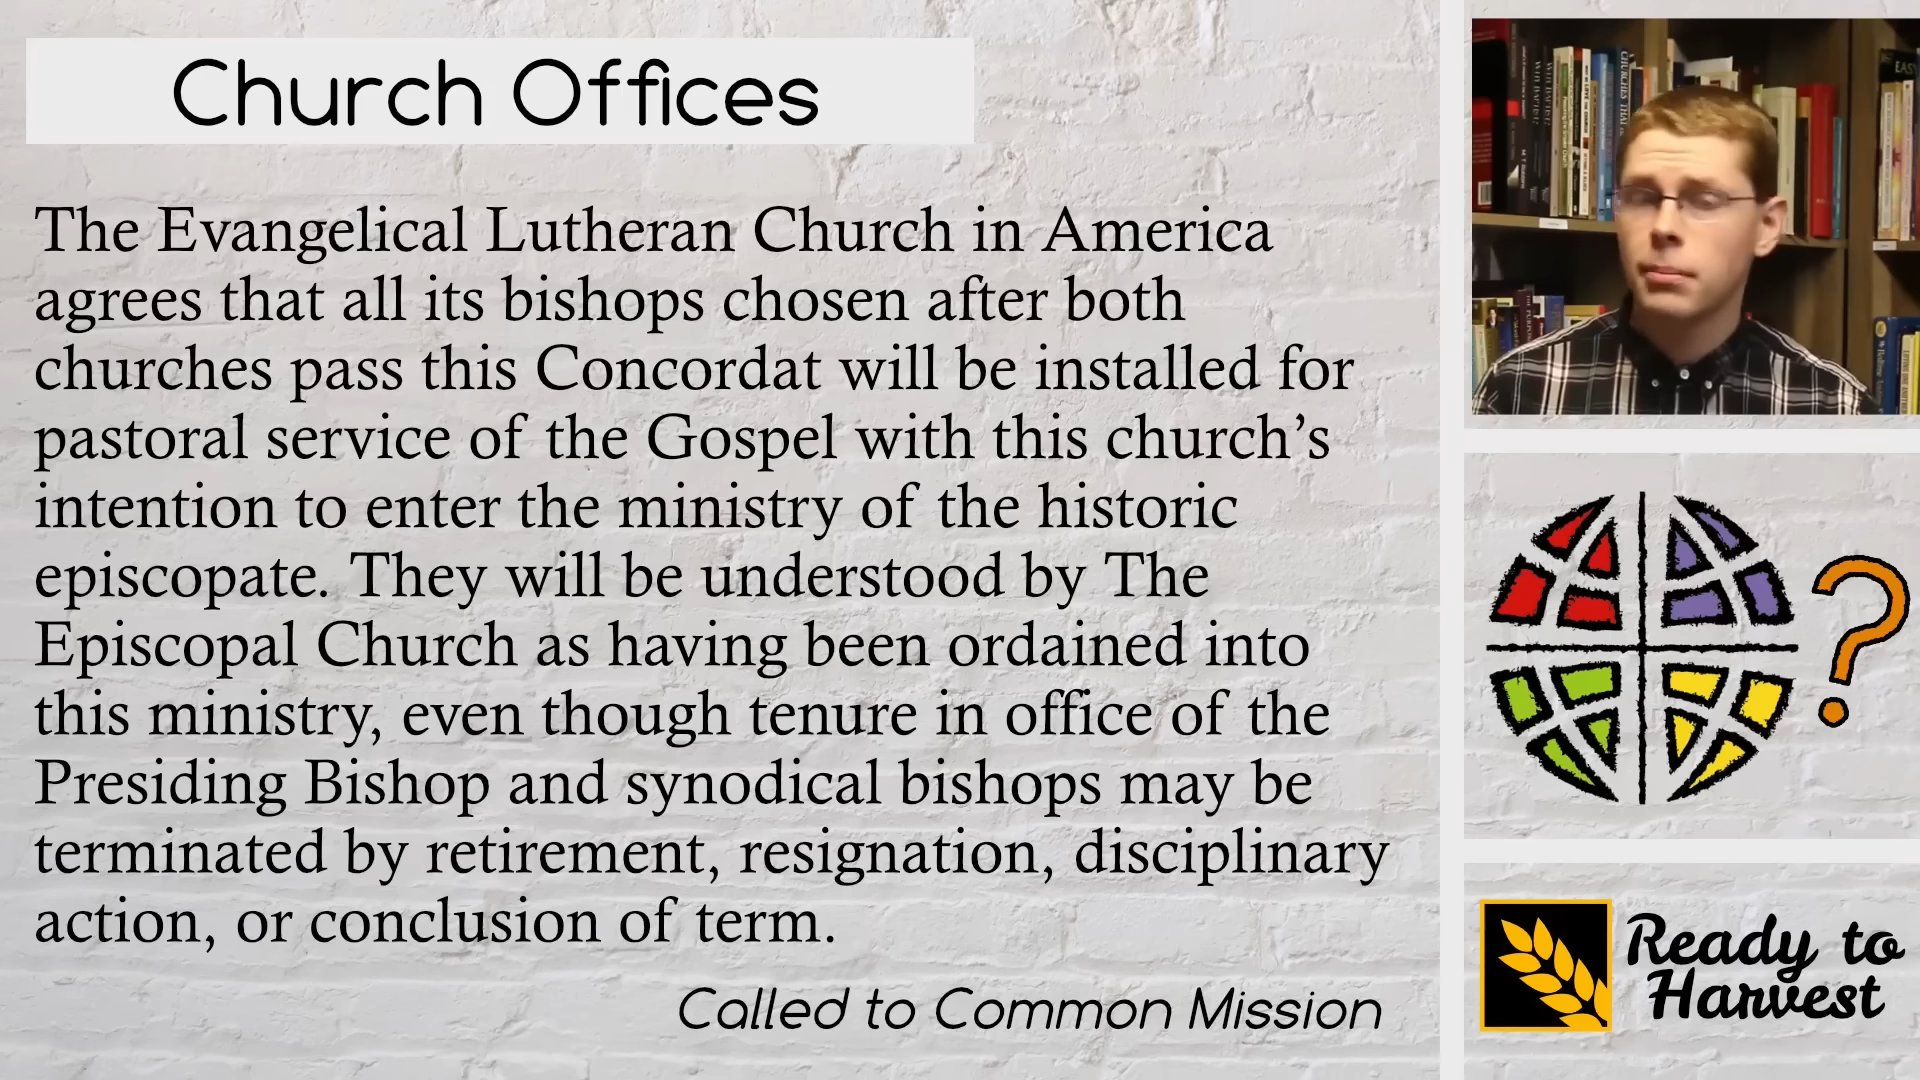 Church Offices
The Evangelical Lutheran Church in America
agrees that all its bishops chosen after both
churches pass this Concordat will be installed for
pastoral service of the Gospel with this church’s
intention to enter the ministry of the historic
episcopate. They will be understood by The
Episcopal Church as having been ordained into
this ministry, even though tenure in office of the
Presiding Bishop and synodical bishops may be
terminated by retirement, resignation, disciplinary
action, or conclusion of term.
Called to Common Mission
?
Ready to
Harvest